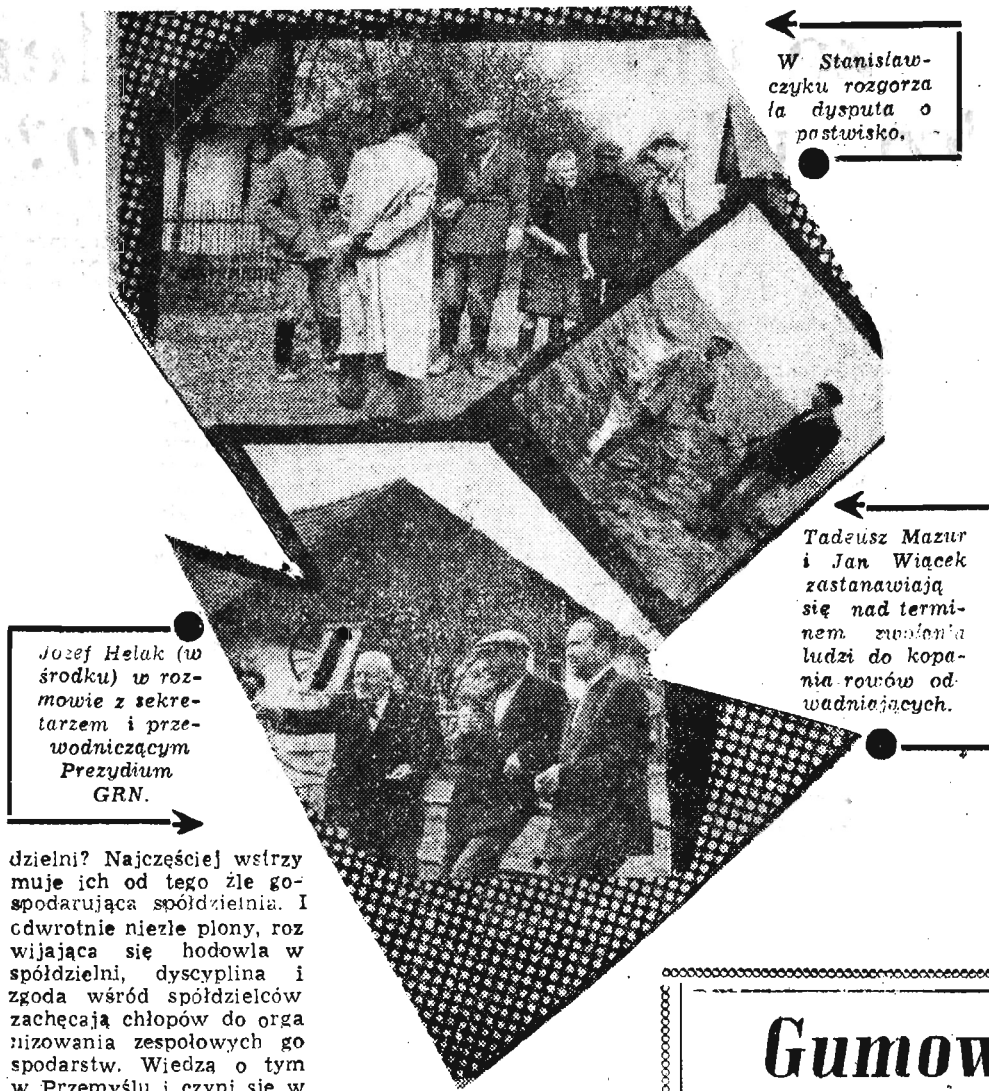 W Stanisław-
czyku rozgorza
ła dysputa o
pastwisko.
Tadeusz Mazur
i Jan Wiącek
zastanawiają
się nad termi-
nem zwołania
ludzi do kopa-
nia rowów od-
wadniających.
Józef Helak (w
środku) w roz-
mowie z sekre-
tarzem i prze-
wodniczącym
Prezydium
GRN.
dzielni? Najczęściej wstrzy
muje ich od tego źle go-
spodarująca spółdzielnia. I
odwrotnie niezłe plony, roz
wijająca się hodowla w
spółdzielni, dyscyplina i
zgoda wśród spółdzielców
zachęcają chłopów do orga
nizowania zespołowych go
spodarstw. Wiedzą o tym
w Przemyślu i czyni się w
Gumow